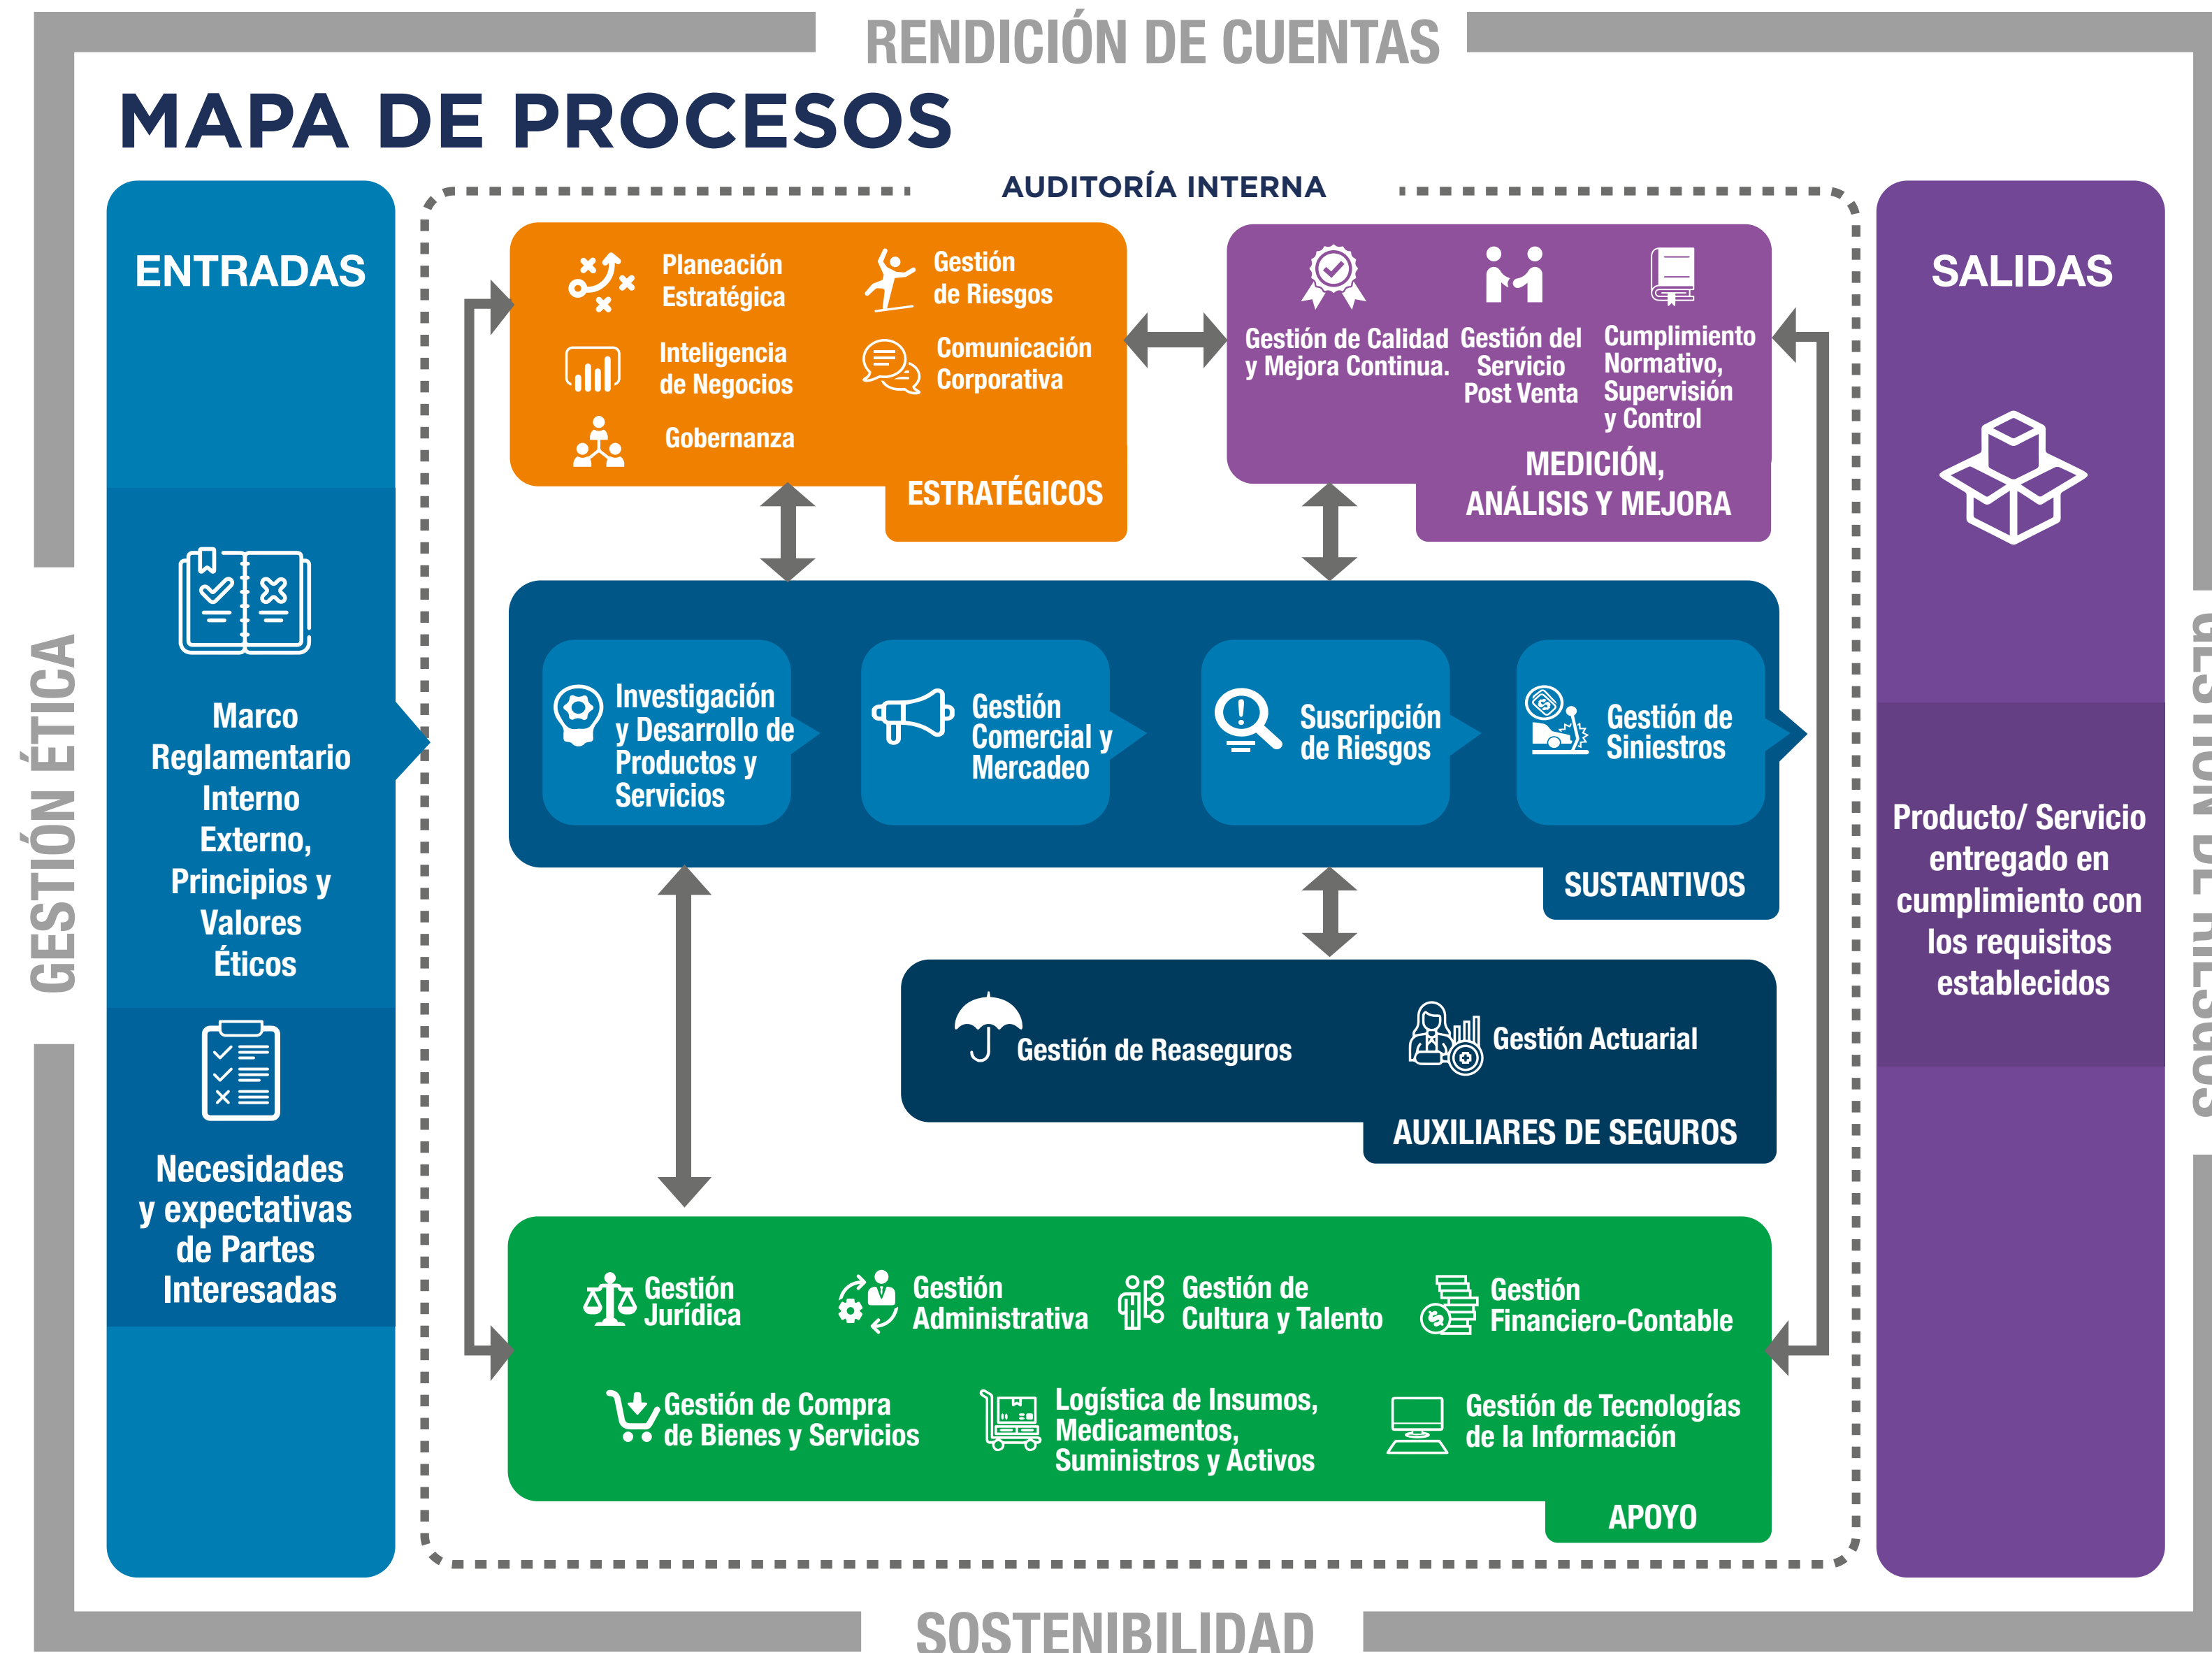 RENDICIÓN DE CUENTAS
MAPA DE PROCESOS
AUDITORÍA INTERNA
GESTIÓN ÉTICA
ENTRADAS
Marco
Reglamentario
Interno
Externo,
Principios y
Valores
Éticos
Necesidades
y expectativas
de Partes
Interesadas
Planeación
Estratégica
Gestión
de Riesgos
Inteligencia
de Negocios
Comunicación
Corporativa
Gobernanza
ESTRATÉGICOS
Gestión de Calidad
y Mejora Continua.
Gestión del
Servicio
Post Venta
Cumplimiento
Normativo,
Supervisión
y Control
MEDICIÓN,
ANÁLISIS Y MEJORA
Investigación
y Desarrollo de
Productos y
Servicios
Gestión
Comercial y
Mercadeo
Suscripción
de Riesgos
Gestión de
Siniestros
SUSTANTIVOS
Gestión de Reaseguros
Gestión Actuarial
AUXILIARES DE SEGUROS
Gestión
Jurídica
Gestión
Administrativa
Gestión de
Cultura y Talento
Gestión
Financiero-Contable
Gestión de Compra
de Bienes y Servicios
Logística de Insumos,
Medicamentos,
Suministros y Activos
Gestión de Tecnologías
de la Información
APOYO
SALIDAS
Producto/ Servicio
entregado en
cumplimiento con
los requisitos
establecidos
GESTIÓN DE RIESGOS
SOSTENIBILIDAD